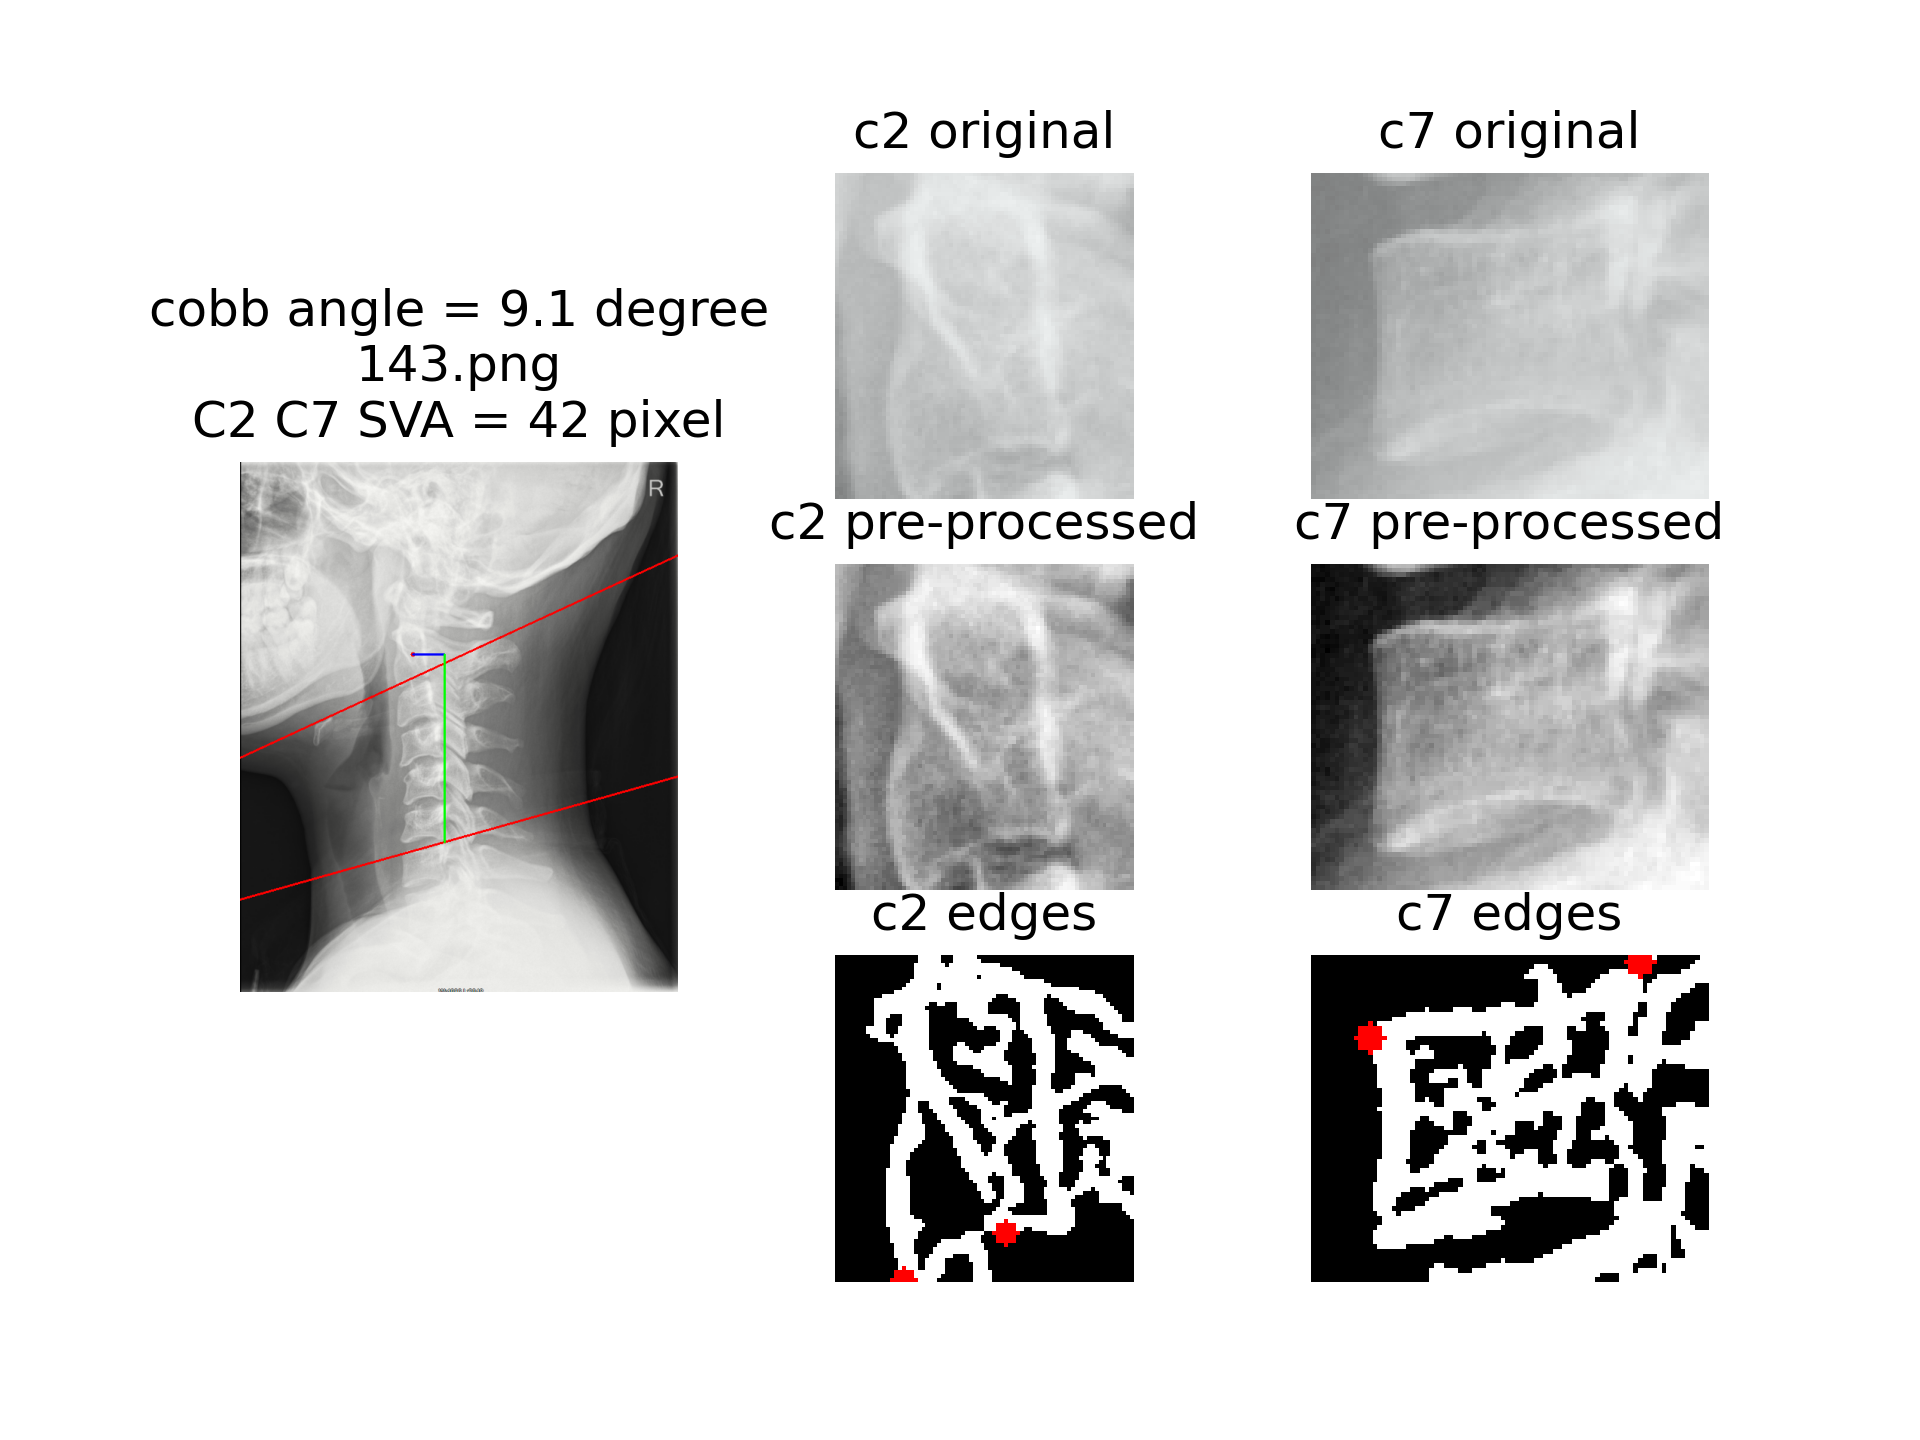 cobb angle = 9.1 degree
143.png
C2 C7 SVA = 42 pixel
R
c2 original
c7 original
c2 pre-processed
c7 pre-processed
c2 edges
c7 edges